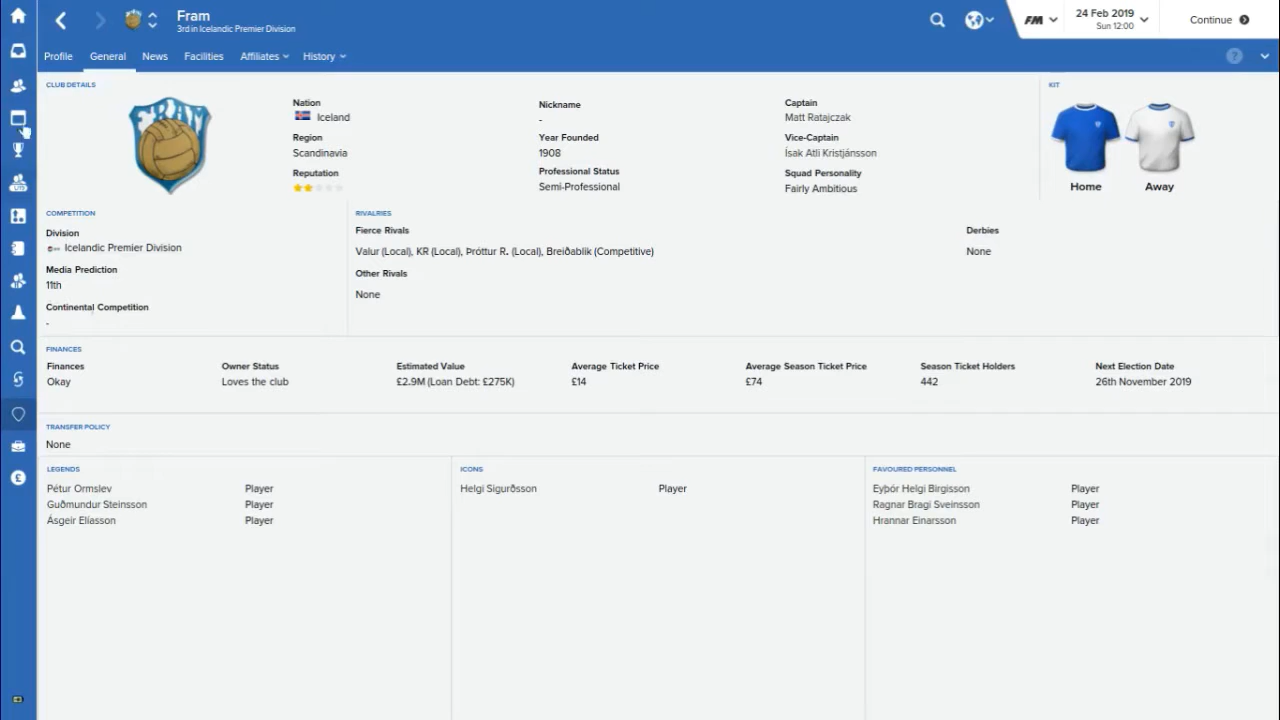 Fram
3rd in Icelandic Premier Division
FM
24 Feb 2019
Sun 12:00
Continue
Profile General News Facilities Affiliates History
?
CLUB DETAILS
FRAM
Nation
Iceland
Region
Scandinavia
Reputation
Nickname
-
Year Founded
1908
Professional Status
Semi-Professional
Captain
Matt Ratajczak
Vice-Captain
Ísak Atli Kristjánsson
Squad Personality
Fairly Ambitious
KIT
Home Away
COMPETITION
Division
Icelandic Premier Division
Media Prediction
11th
Continental Competition
-
RIVALRIES
Fierce Rivals
Valur (Local), KR (Local), Þróttur R. (Local), Breiðablik (Competitive)
Other Rivals
None
Derbies
None
FINANCES
Finances Owner Status Estimated Value Average Ticket Price Average Season Ticket Price Season Ticket Holders Next Election Date
Okay Loves the club £2.9M (Loan Debt: £275K) £14 £74 442 26th November 2019
TRANSFER POLICY
None
LEGENDS
Pétur Ormslev Player
Guðmundur Steinsson Player
Ásgeir Elíasson Player
ICONS
Helgi Sigurðsson Player
FAVOURED PERSONNEL
Eyþór Helgi Birgisson Player
Ragnar Bragi Sveinsson Player
Hrannar Einarsson Player